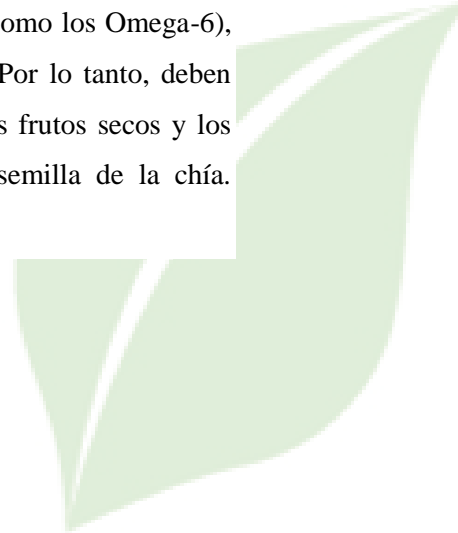 omo los Omega-6),
Por lo tanto, deben
s frutos secos y los
semilla de la chía.